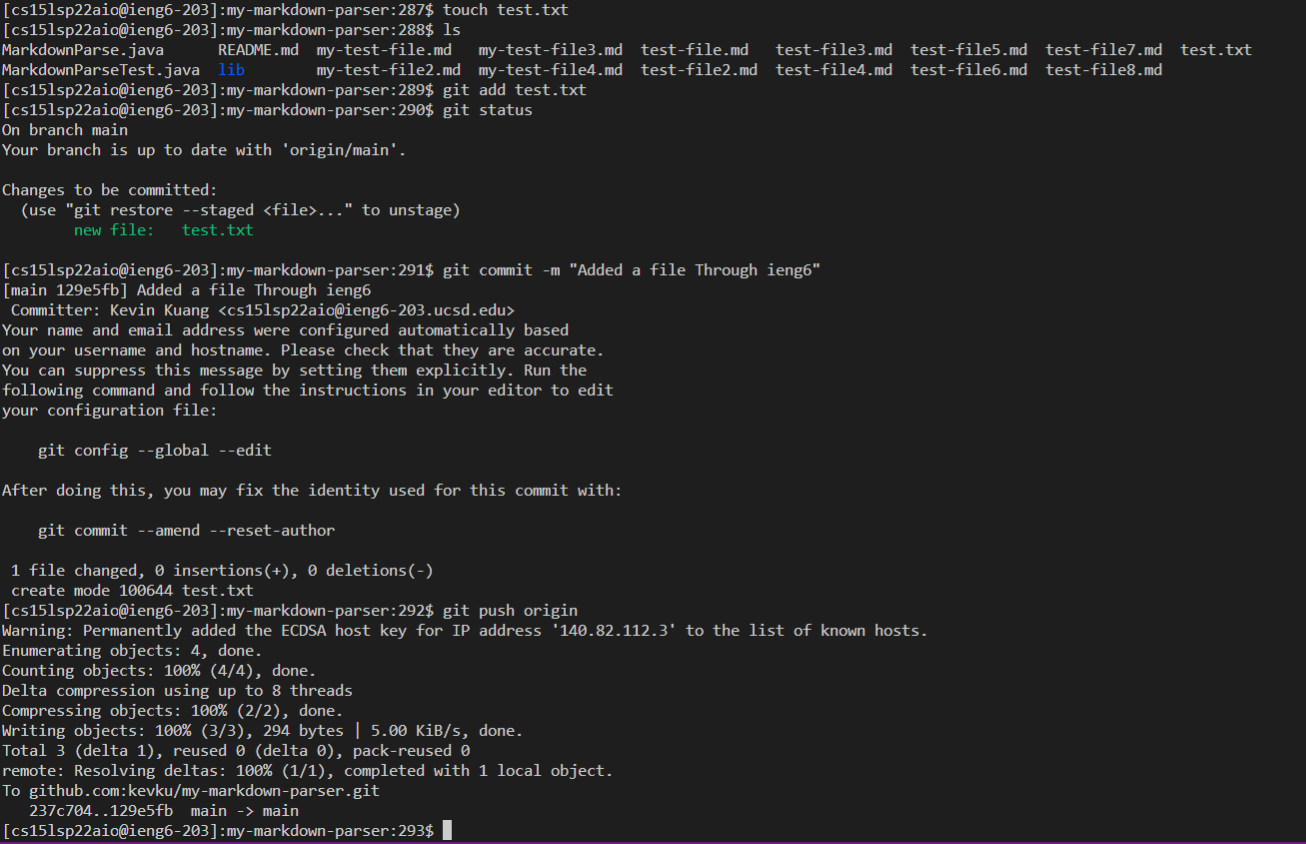 [cs15lsp22aio@ieng6-203]:my-markdown-parser:287$ touch test.txt
[cs15lsp22aio@ieng6-203]:my-markdown-parser:288$ ls
MarkdownParse.java      README.md  my-test-file.md   my-test-file3.md  test-file.md   test-file3.md  test-file5.md  test-file7.md  test.txt
MarkdownParseTest.java  lib        my-test-file2.md  my-test-file4.md  test-file2.md  test-file4.md  test-file6.md  test-file8.md
[cs15lsp22aio@ieng6-203]:my-markdown-parser:289$ git add test.txt
[cs15lsp22aio@ieng6-203]:my-markdown-parser:290$ git status
On branch main
Your branch is up to date with 'origin/main'.

Changes to be committed:
  (use "git restore --staged <file>..." to unstage)
        new file:   test.txt

[cs15lsp22aio@ieng6-203]:my-markdown-parser:291$ git commit -m "Added a file Through ieng6"
[main 129e5fb] Added a file Through ieng6
 Committer: Kevin Kuang <cs15lsp22aio@ieng6-203.ucsd.edu>
Your name and email address were configured automatically based
on your username and hostname. Please check that they are accurate.
You can suppress this message by setting them explicitly. Run the
following command and follow the instructions in your editor to edit
your configuration file:

    git config --global --edit

After doing this, you may fix the identity used for this commit with:

    git commit --amend --reset-author

 1 file changed, 0 insertions(+), 0 deletions(-)
 create mode 100644 test.txt
[cs15lsp22aio@ieng6-203]:my-markdown-parser:292$ git push origin
Warning: Permanently added the ECDSA host key for IP address '140.82.112.3' to the list of known hosts.
Enumerating objects: 4, done.
Counting objects: 100% (4/4), done.
Delta compression using up to 8 threads
Compressing objects: 100% (2/2), done.
Writing objects: 100% (3/3), 294 bytes | 5.00 KiB/s, done.
Total 3 (delta 1), reused 0 (delta 0), pack-reused 0
remote: Resolving deltas: 100% (1/1), completed with 1 local object.
To github.com:kevku/my-markdown-parser.git
   237c704..129e5fb  main -> main
[cs15lsp22aio@ieng6-203]:my-markdown-parser:293$